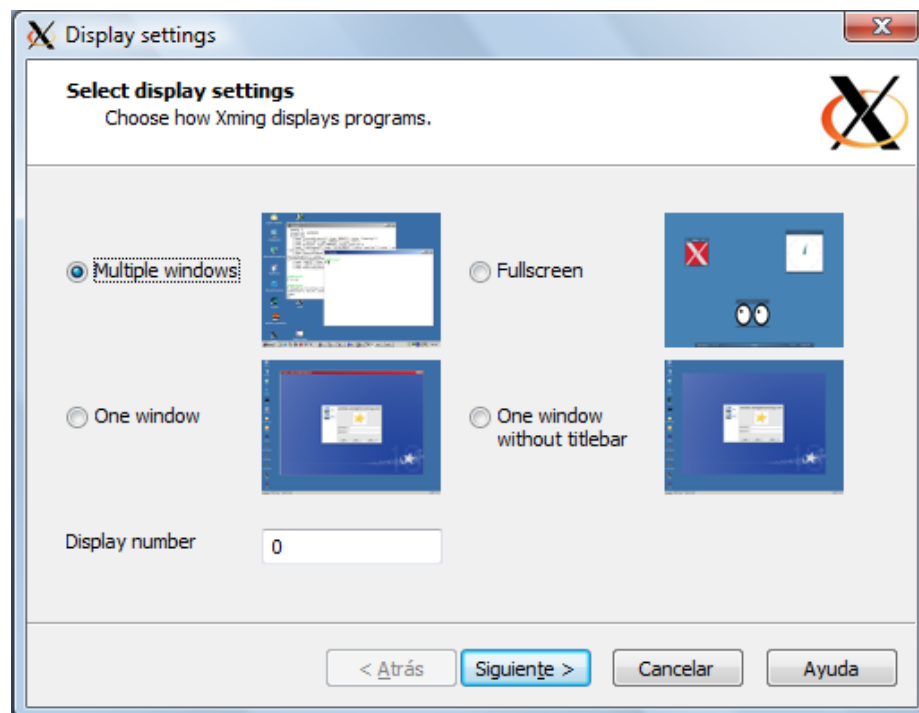 Display settings
Select display settings
Choose how Xming displays programs.
Multiple windows
Fullscreen
One window
One window
without titlebar
Display number
0
< Atrás
Siguiente >
Cancelar
Ayuda